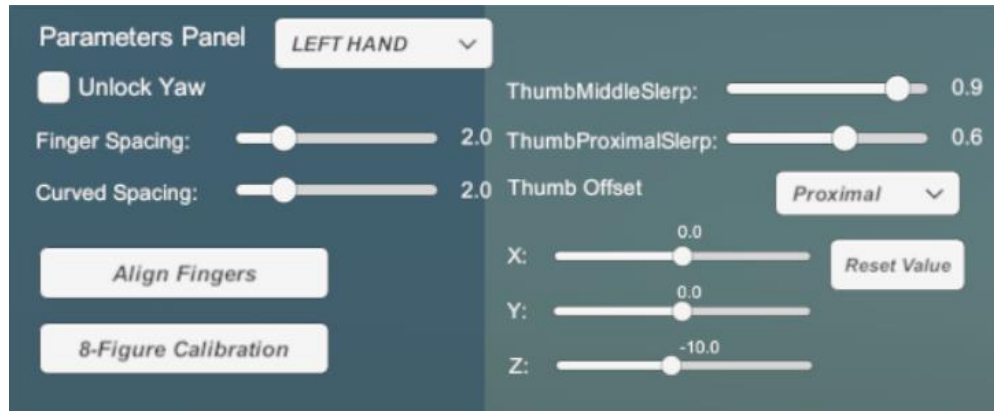 Parameters Panel
LEFT HAND
Unlock Yaw
Finger Spacing: 2.0
Curved Spacing: 2.0
Align Fingers
8-Figure Calibration
ThumbMiddleSlerp: 0.9
ThumbProximalSlerp: 0.6
Thumb Offset
Proximal
X: 0.0
Y: 0.0
Z: -10.0
Reset Value